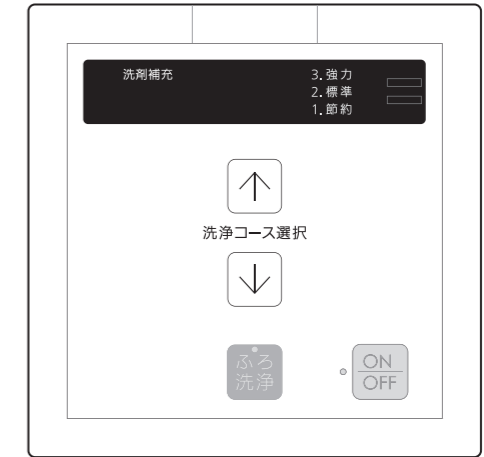 洗剤補充
3.強力
2.標準
1.節約
洗浄コース選択
ふろ
洗浄
ON
OFF